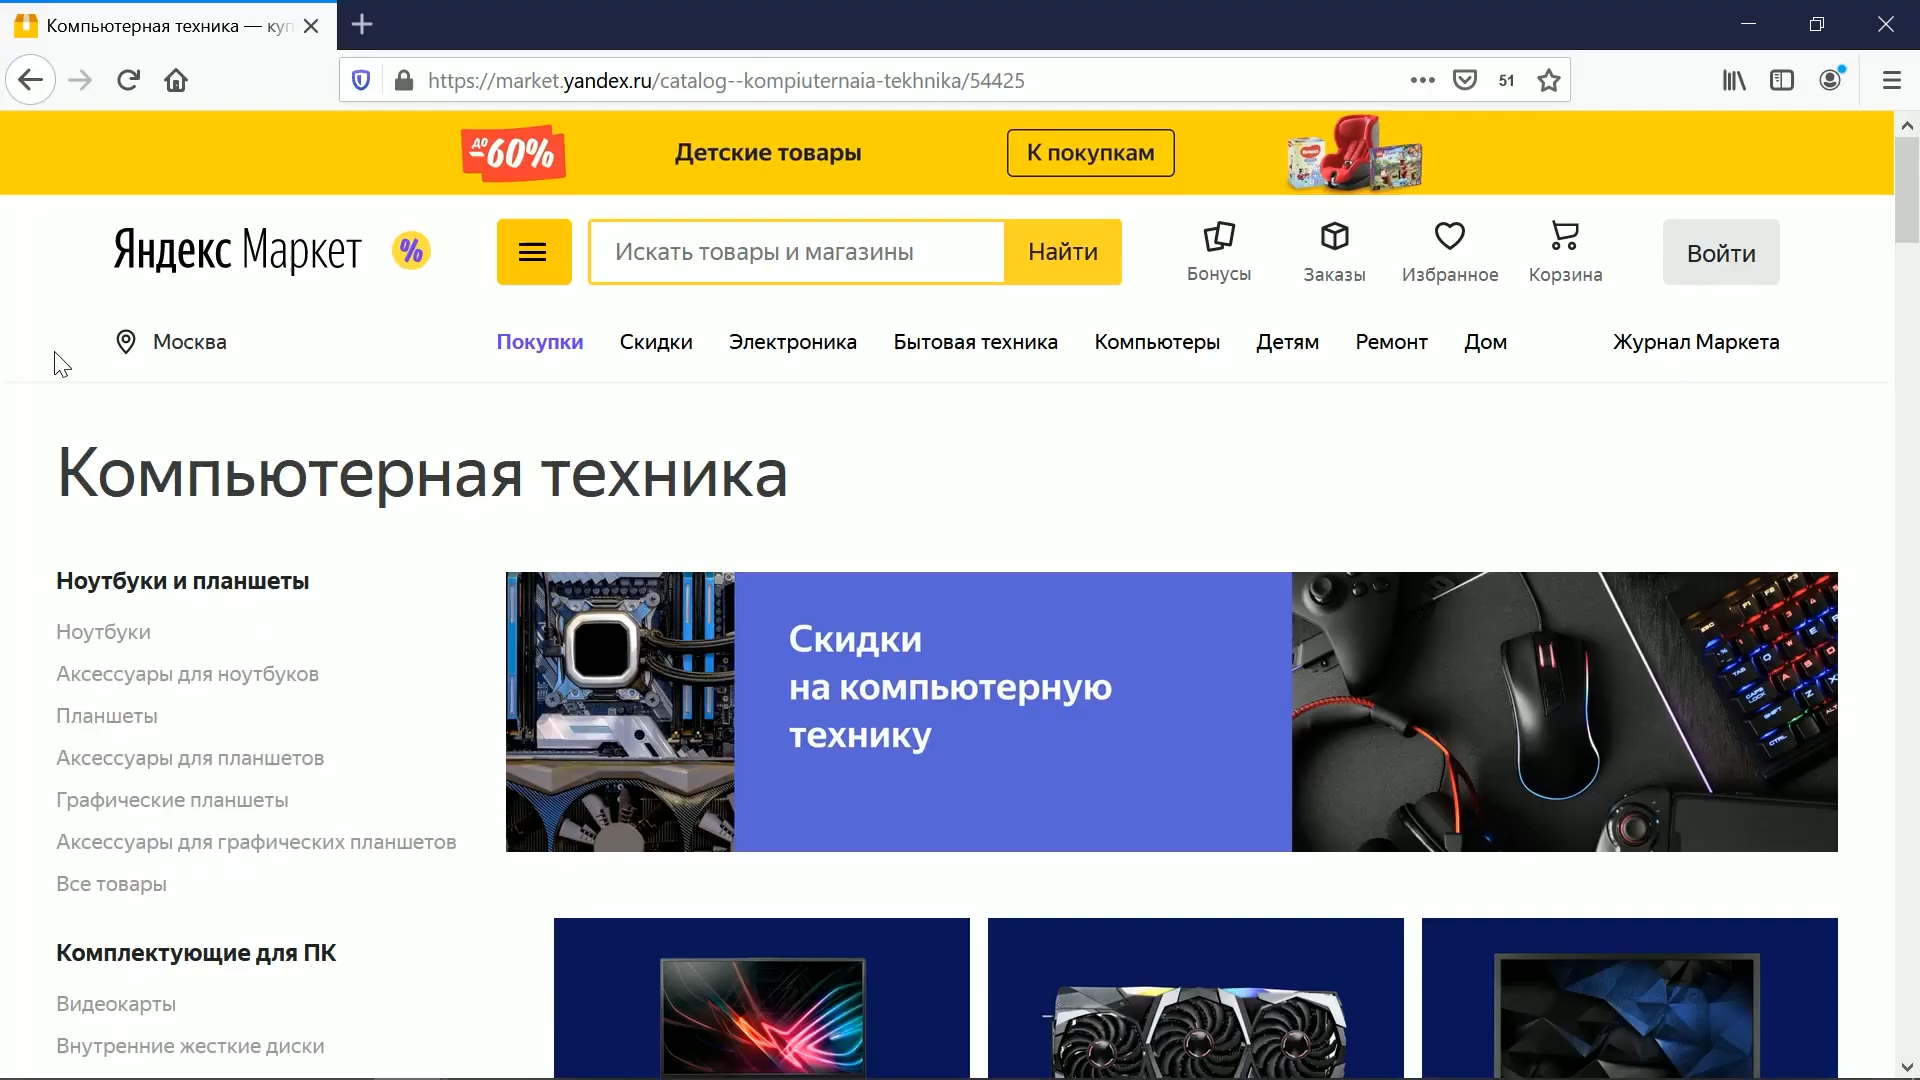 Компьютерная техника — куп
https://market.yandex.ru/catalog--kompiuternaia-tekhnika/54425
51
до
-60%
Детские товары
К покупкам
Яндекс Маркет
%
Искать товары и магазины
Найти
Бонусы
Заказы
Избранное
Корзина
Войти
Москва
Покупки
Скидки
Электроника
Бытовая техника
Компьютеры
Детям
Ремонт
Дом
Журнал Маркета
Компьютерная техника
Ноутбуки и планшеты
Ноутбуки
Аксессуары для ноутбуков
Планшеты
Аксессуары для планшетов
Графические планшеты
Аксессуары для графических планшетов
Все товары
Комплектующие для ПК
Видеокарты
Внутренние жесткие диски
Скидки
на компьютерную
технику